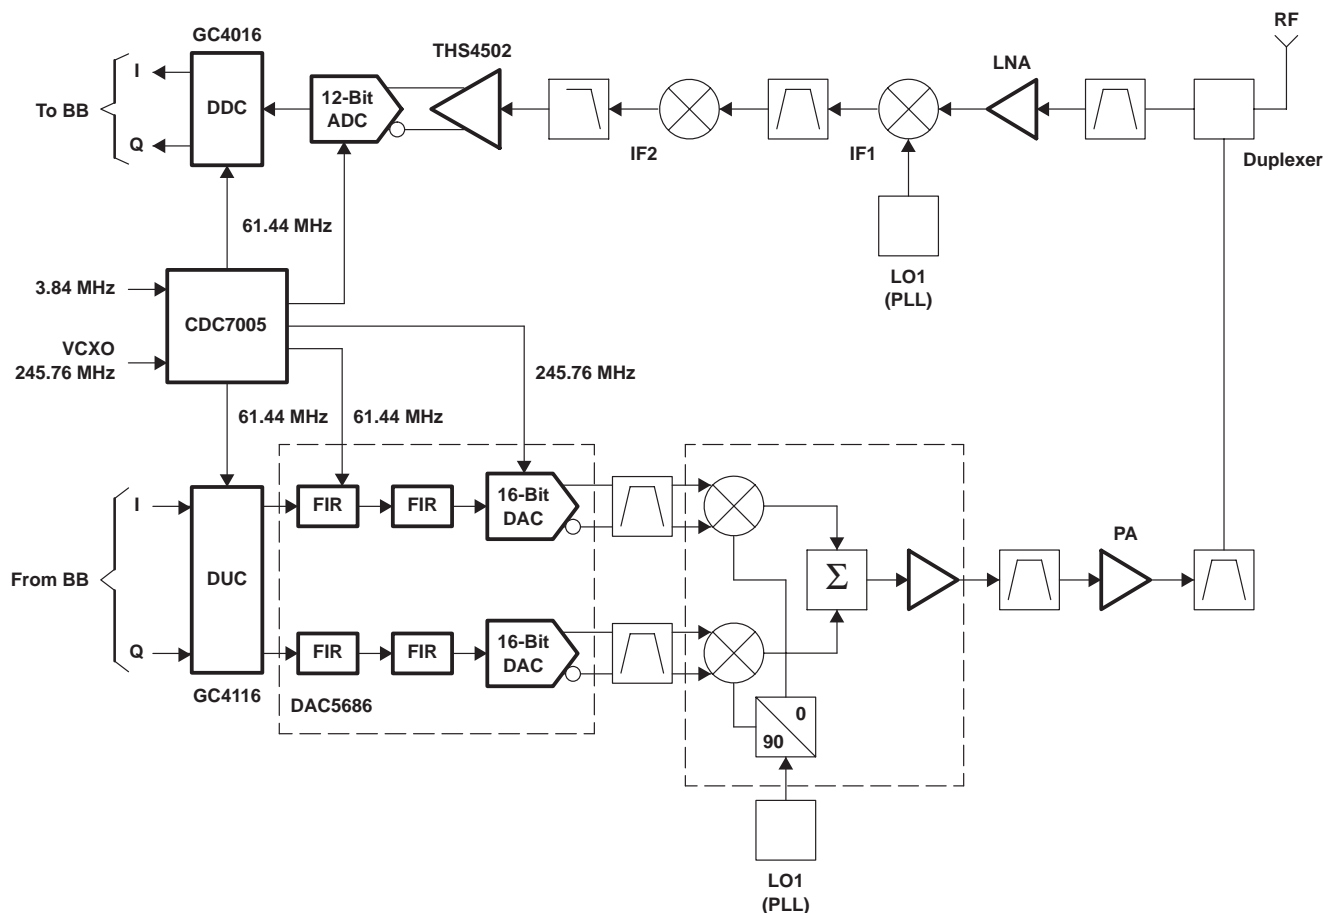 RF
GC4016
THS4502
LNA
I
To BB
DDC
12-Bit
ADC
Q
IF2
IF1
Duplexer
61.44 MHz
3.84 MHz
LO1
(PLL)
CDC7005
VCXO
245.76 MHz
245.76 MHz
61.44 MHz
61.44 MHz
I
FIR
FIR
16-Bit
DAC
PA
From BB
DUC
Σ
Q
FIR
FIR
16-Bit
DAC
GC4116
DAC5686
0
90
LO1
(PLL)